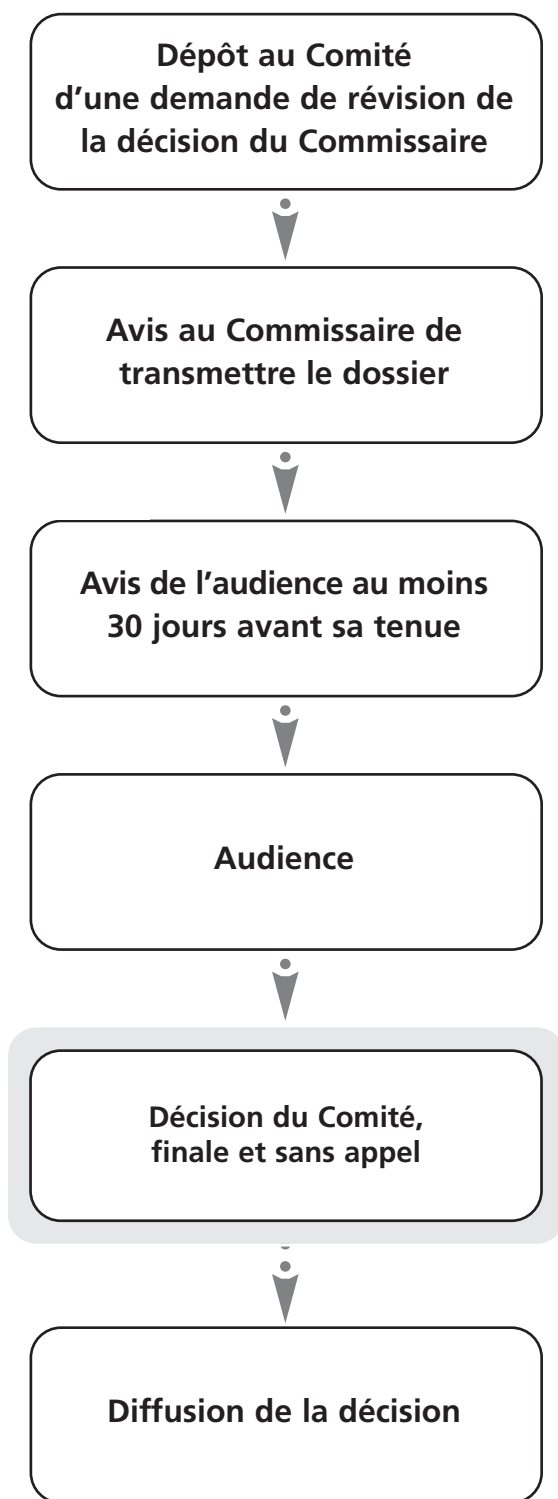 Dépôt au Comité
d’une demande de révision de
la décision du Commissaire
Avis au Commissaire de
transmettre le dossier
Avis de l’audience au moins
30 jours avant sa tenue
Audience
Décision du Comité,
finale et sans appel
Diffusion de la décision